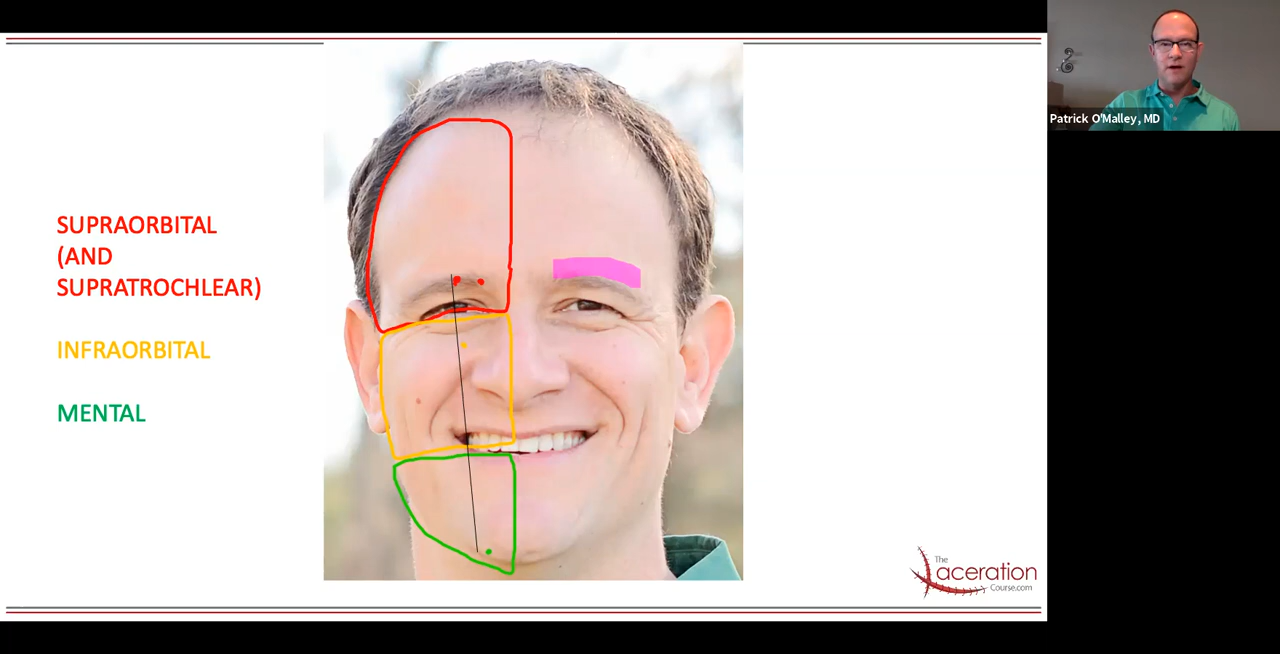 SUPRAORBITAL
(AND
SUPRATROCHLEAR)
INFRAORBITAL
MENTAL
Patrick O'Malley, MD
The
Laceration
Course.com